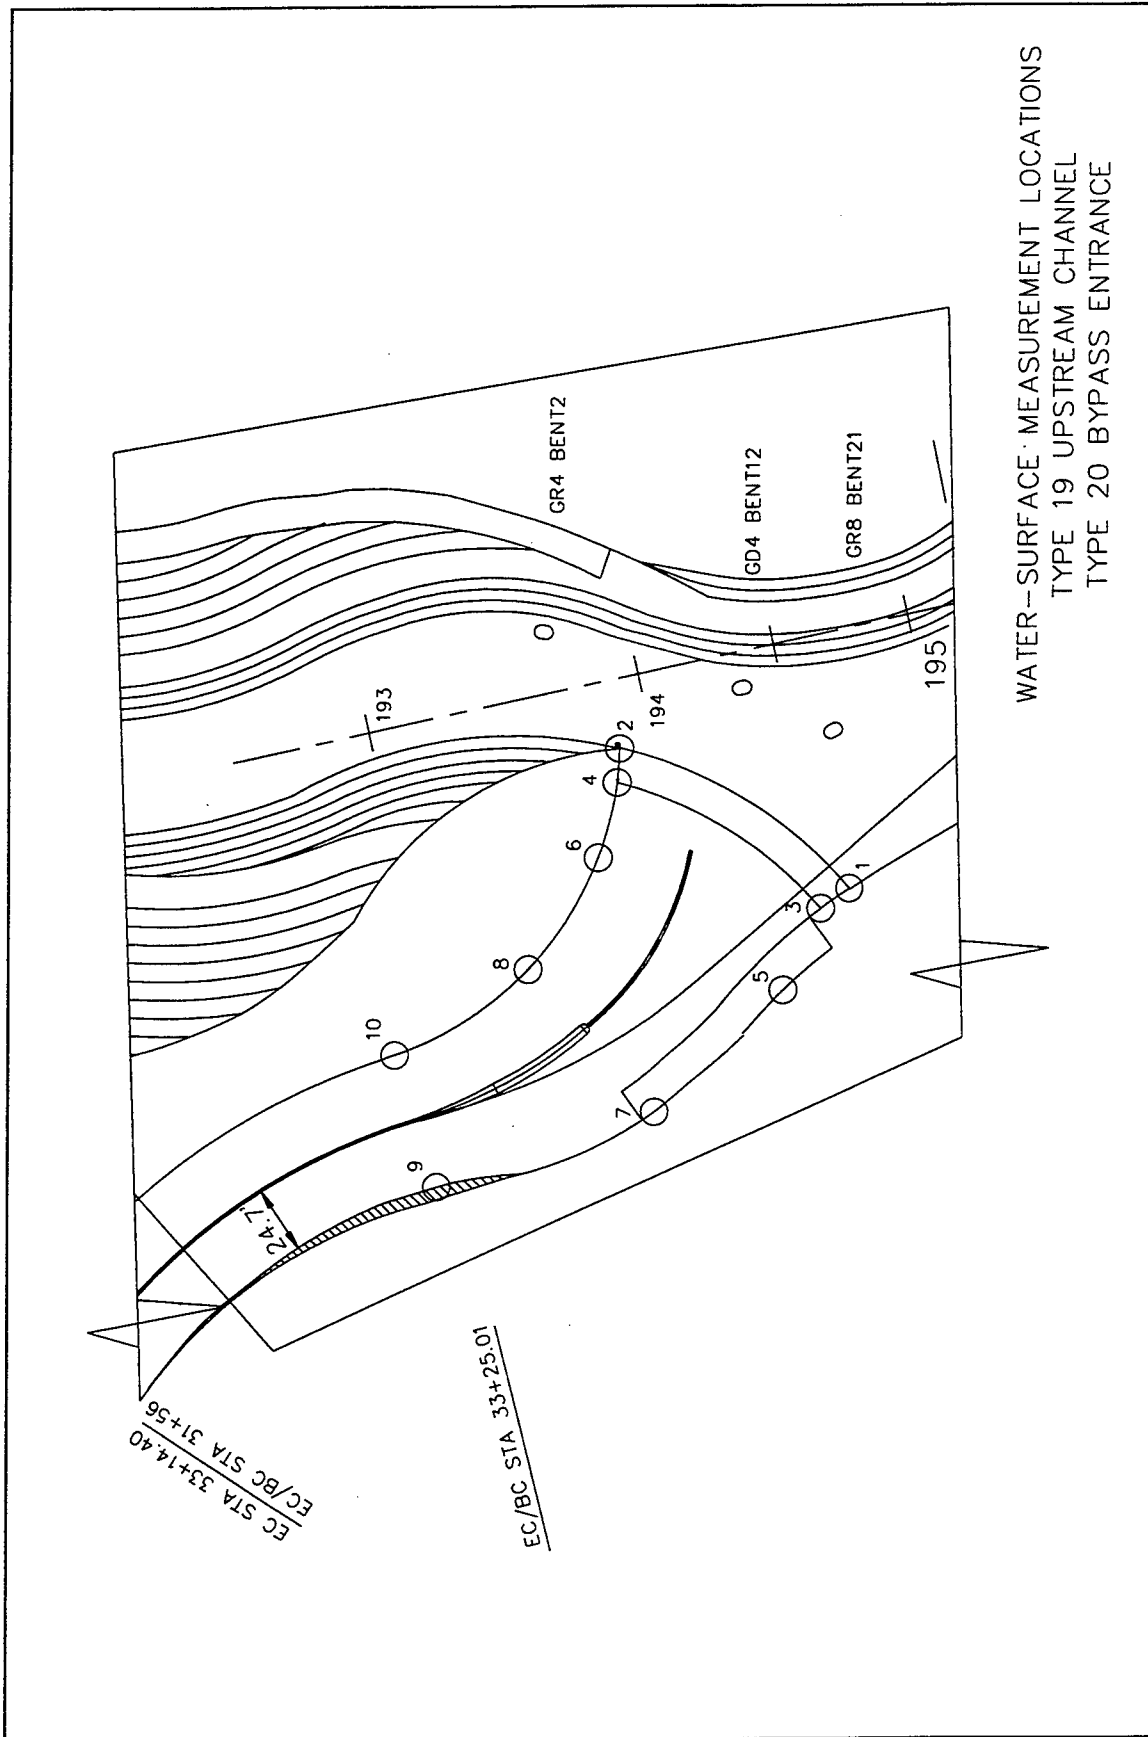 EC STA 33+14.40
EC/BC STA 31+56
EC/BC STA 33+25.01
24.7'
9
10
7
8
5
6
3
4
1
2
193
194
195
GR4 BENT2
GD4 BENT12
GR8 BENT21
WATER-SURFACE MEASUREMENT LOCATIONS
TYPE 19 UPSTREAM CHANNEL
TYPE 20 BYPASS ENTRANCE